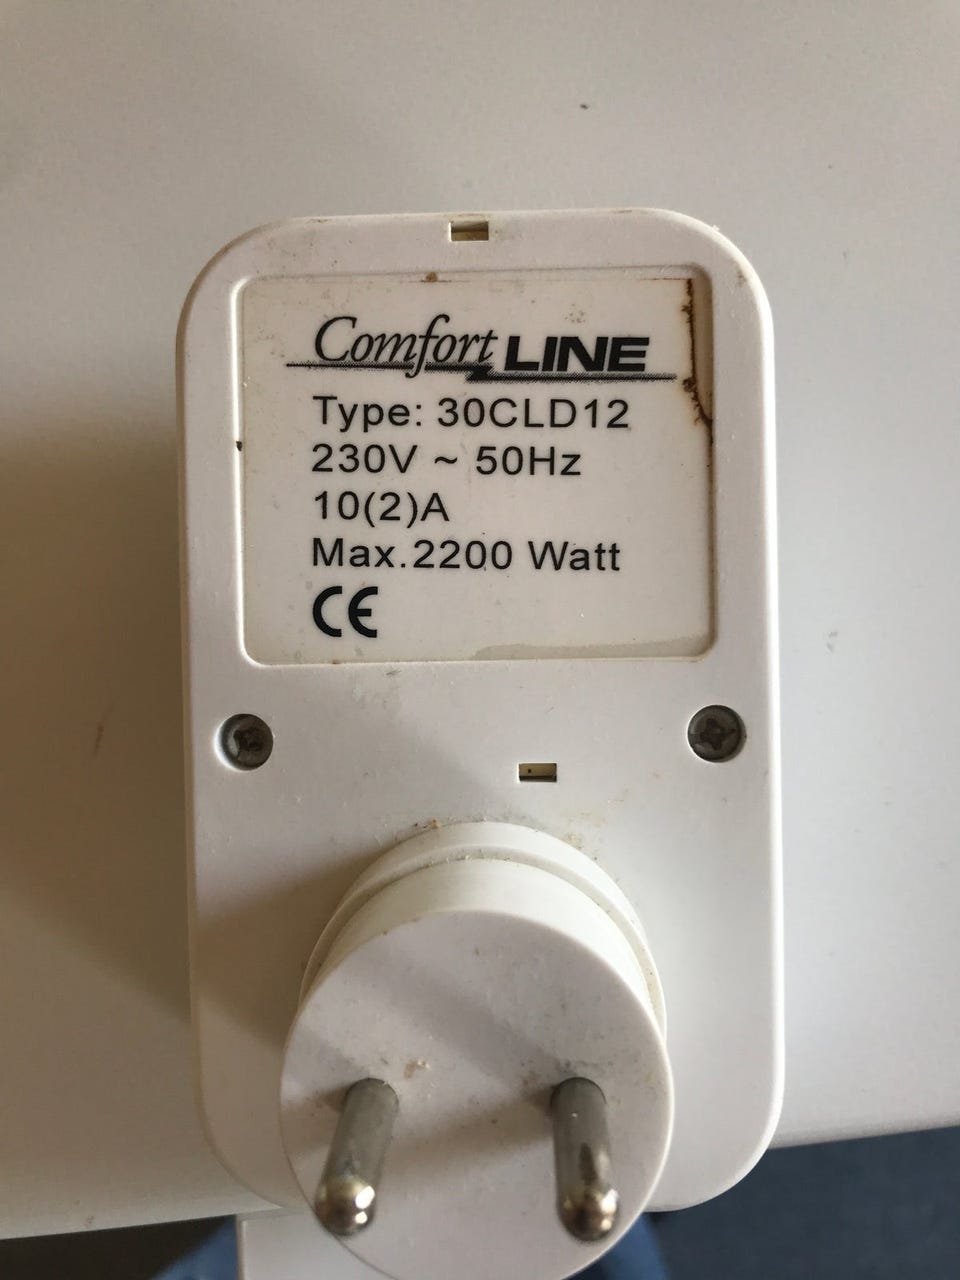 Comfort LINE
Type: 30CLD12
230V ~ 50Hz
10(2)A
Max.2200 Watt
CE